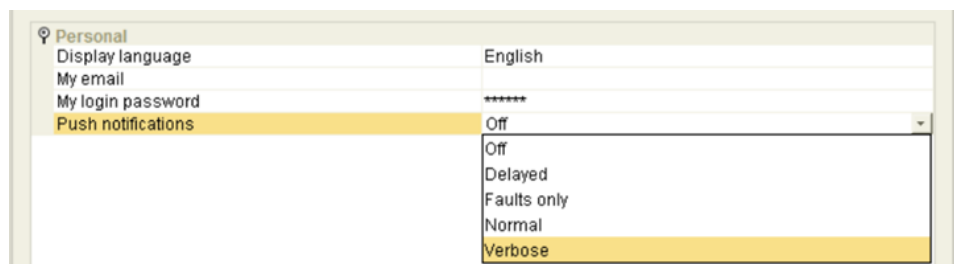 Personal
Display language English
My email
My login password ******
Push notifications Off
Off
Delayed
Faults only
Normal
Verbose